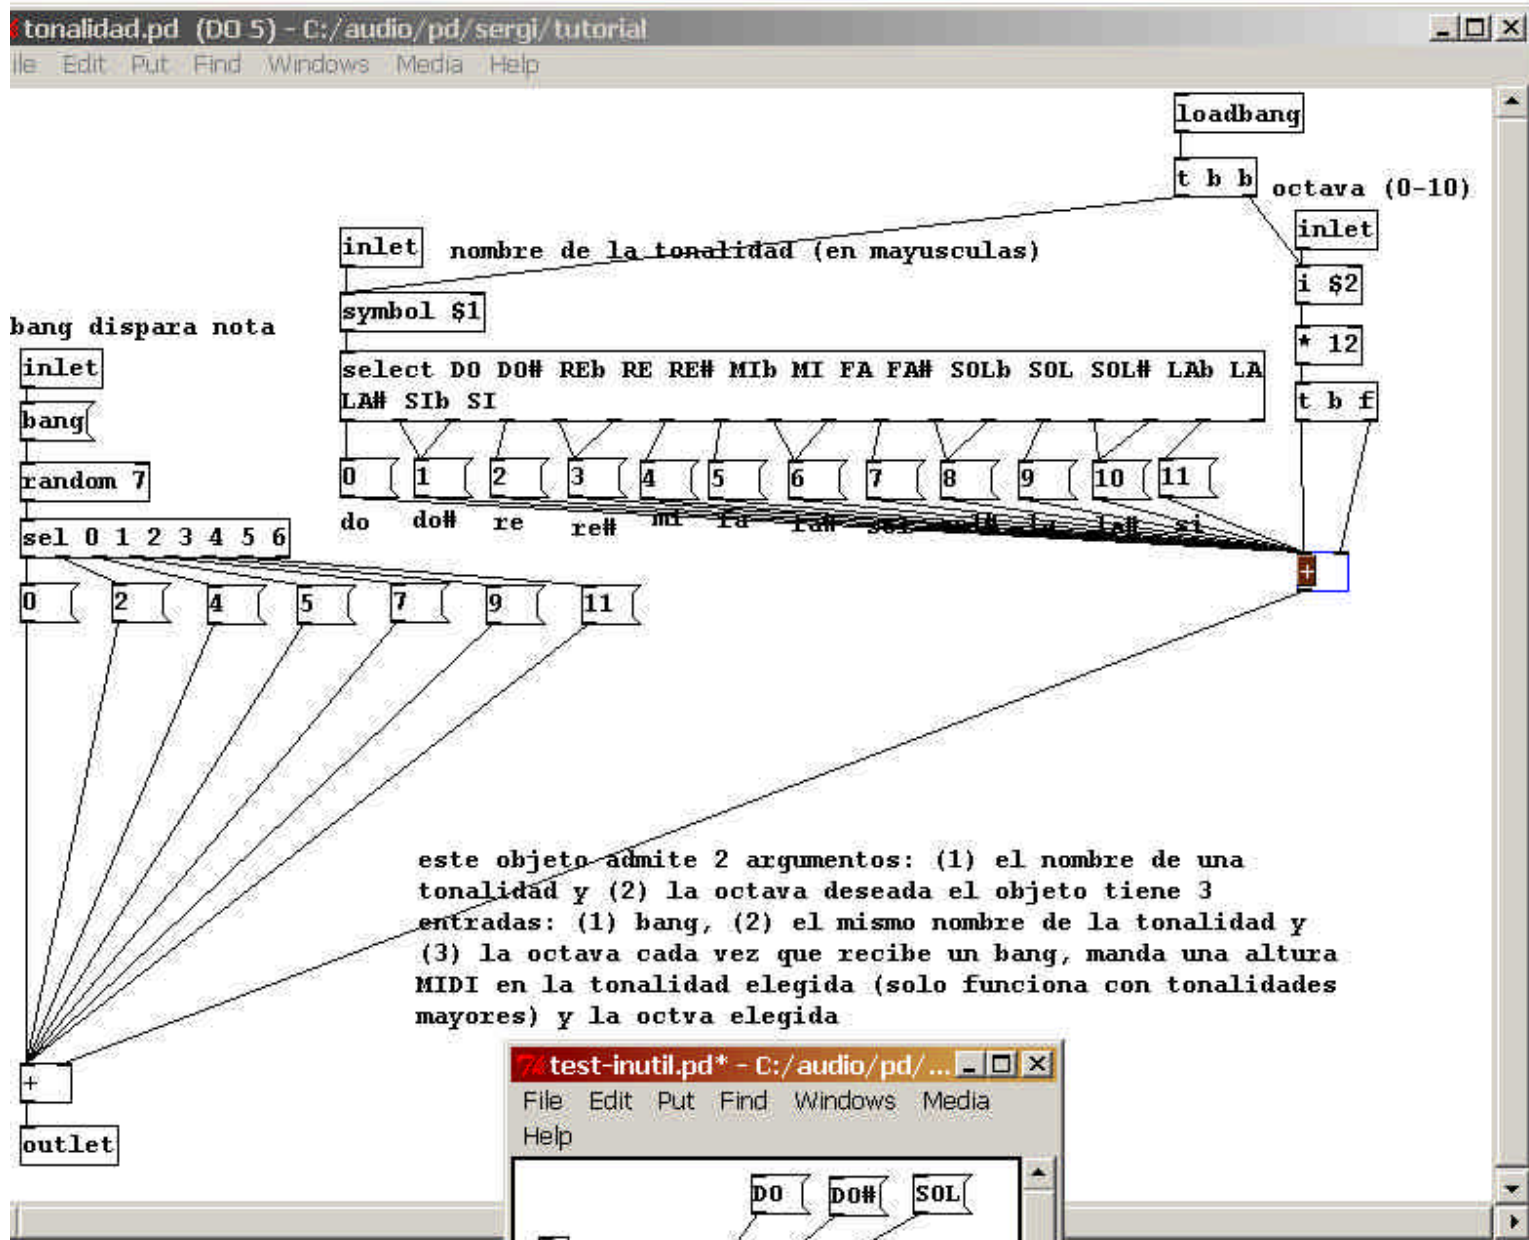 tonalidad.pd (DO 5) - C:/audio/pd/sergi/tutorial
ile Edit Put Find Windows Media Help
loadbang
t b b
octava (0-10)
inlet
nombre de la tonalidad (en mayusculas)
inlet
i $2
symbol $1
bang dispara nota
* 12
inlet
select DO DO# REb RE RE# MIb MI FA FA# SOLb SOL SOL# LAb LA
LA# SIb SI
t b f
bang
random 7
0 1 2 3 4 5 6 7 8 9 10 11
do do# re re# mi fa fa# sol sol# la la# si
sel 0 1 2 3 4 5 6
+
0 2 4 5 7 9 11
este objeto admite 2 argumentos: (1) el nombre de una
tonalidad y (2) la octava deseada el objeto tiene 3
entradas: (1) bang, (2) el mismo nombre de la tonalidad y
(3) la octava cada vez que recibe un bang, manda una altura
MIDI en la tonalidad elegida (solo funciona con tonalidades
mayores) y la octva elegida
+
outlet
test-inutil.pd* - C:/audio/pd/...
File Edit Put Find Windows Media
Help
DO DO# SOL